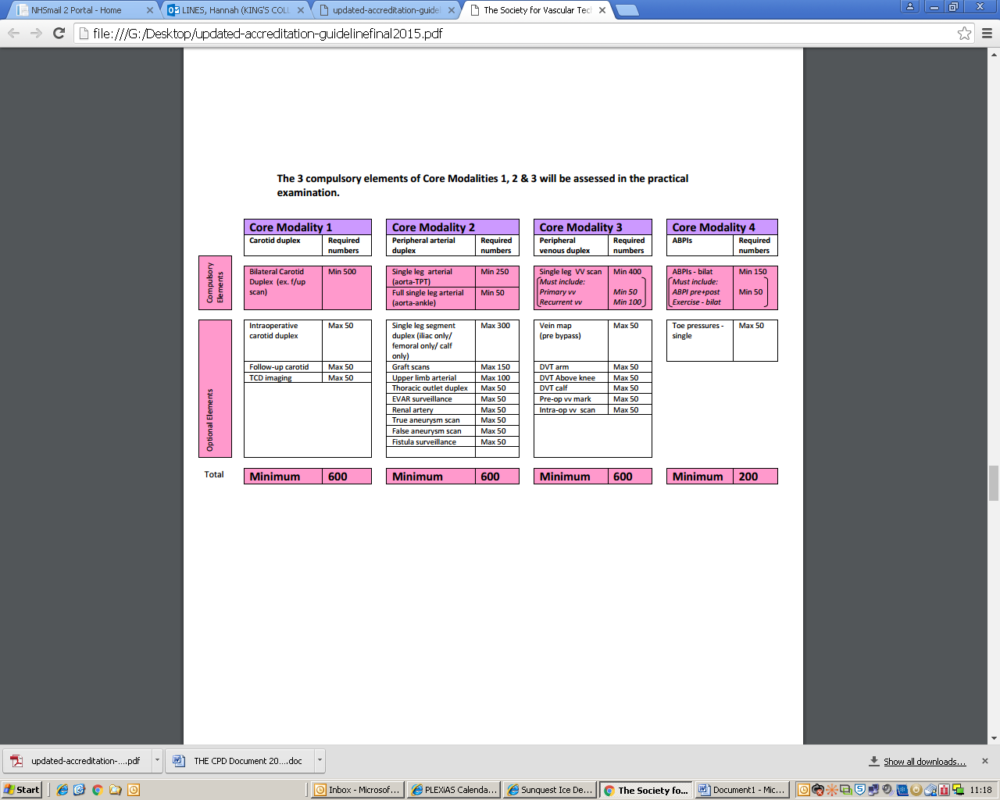 NHSmail 2 Portal - Home
LINES, Hannah (KING'S COLL
updated-accreditation-guidel
The Society for Vascular Tec
file:///G:/Desktop/updated-accreditation-guidelinefinal2015.pdf
The 3 compulsory elements of Core Modalities 1, 2 & 3 will be assessed in the practical
examination.
Core Modality 1
Carotid duplex
Required
numbers
Core Modality 2
Peripheral arterial
duplex
Required
numbers
Core Modality 3
Peripheral
venous duplex
Required
numbers
Core Modality 4
ABPIs
Required
numbers
Compulsory
Elements
Bilateral Carotid
Duplex (ex. f/up
scan)
Min 500
Single leg arterial
(aorta-TPT)
Min 250
Full single leg arterial
(aorta-ankle)
Min 50
Single leg VV scan
Min 400
Must include:
Primary vv
Min 50
Recurrent vv
Min 100
ABPIs - bilat
Min 150
Must include:
ABPI pre+post
Min 50
Exercise - bilat
Optional Elements
Intraoperative
carotid duplex
Max 50
Follow-up carotid
Max 50
TCD imaging
Max 50
Single leg segment
duplex (iliac only/
femoral only/ calf
only)
Max 300
Graft scans
Max 150
Upper limb arterial
Max 100
Thoracic outlet duplex
Max 50
EVAR surveillance
Max 50
Renal artery
Max 50
True aneurysm scan
Max 50
False aneurysm scan
Max 50
Fistula surveillance
Max 50
Vein map
(pre bypass)
Max 50
DVT arm
Max 50
DVT Above knee
Max 50
DVT calf
Max 50
Pre-op vv mark
Max 50
Intra-op vv scan
Max 50
Toe pressures -
single
Max 50
Total
Minimum 600
Minimum 600
Minimum 600
Minimum 200
updated-accreditation-....pdf
THE CPD Document 20....doc
Show all downloads...
Start
Inbox - Microsof...
PLEXiAS Calenda...
Sunquest Ice De...
The Society fo...
Document1 - Mic...
11:18